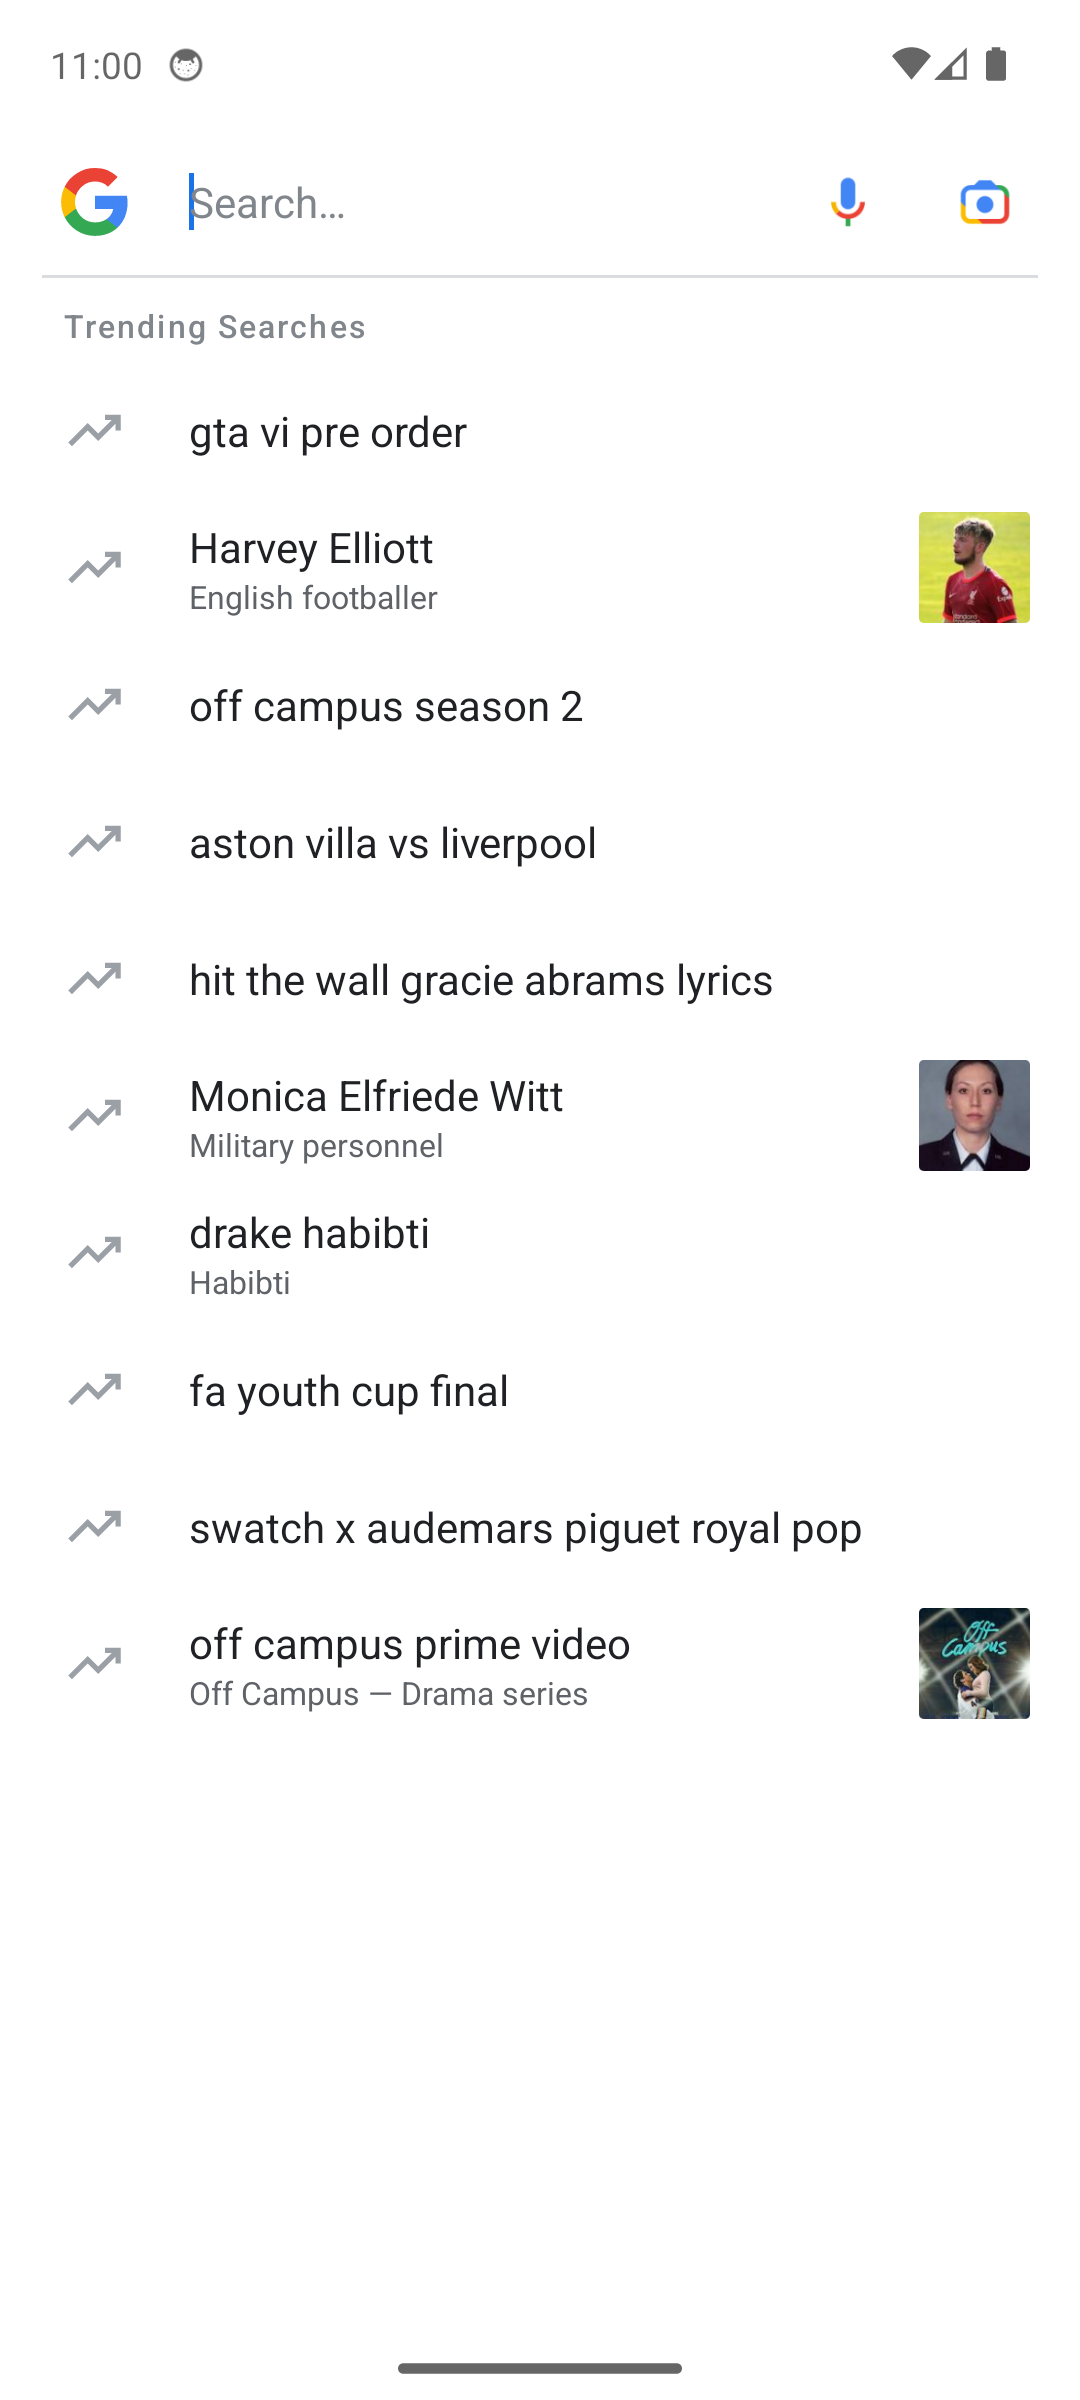 11:00
Search...
Trending Searches
gta vi pre order
Harvey Elliott
English footballer
off campus season 2
aston villa vs liverpool
hit the wall gracie abrams lyrics
Monica Elfriede Witt
Military personnel
drake habibti
Habibti
fa youth cup final
swatch x audemars piguet royal pop
off campus prime video
Off Campus — Drama series
Off
Campus